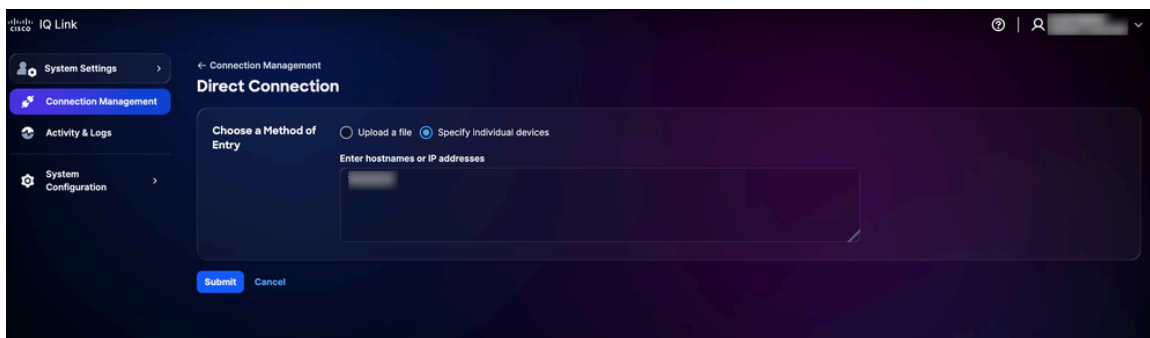 cisco IQ Link
System Settings
Connection Management
Activity & Logs
System
Configuration
← Connection Management
Direct Connection
Choose a Method of
Entry
Upload a file
Specify individual devices
Enter hostnames or IP addresses
Submit
Cancel